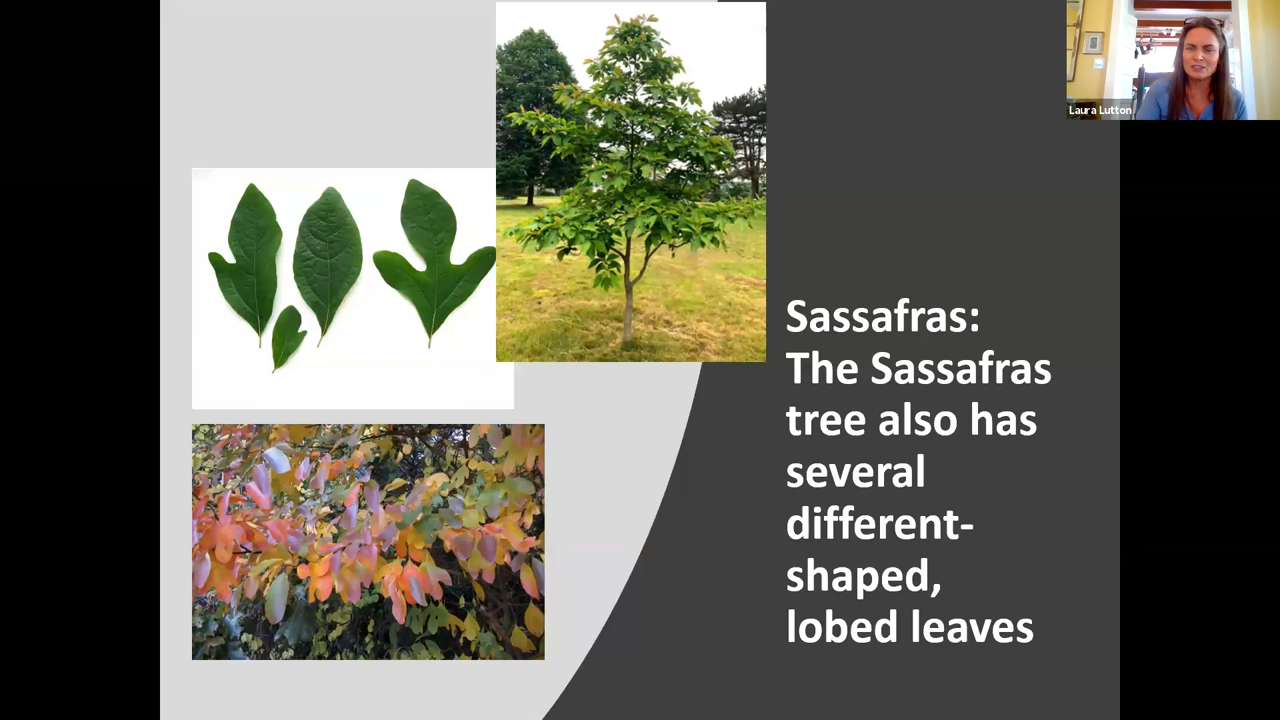 Laura Lutton
Sassafras:
The Sassafras
tree also has
several
different-
shaped,
lobed leaves